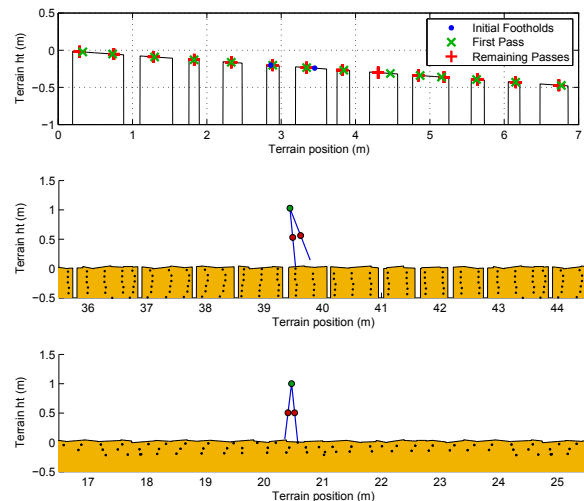 0.5
0
−0.5
−1
Terrain ht (m)
Initial Footholds
First Pass
Remaining Passes
0 1 2 3 4 5 6 7
Terrain position (m)
1.5
1
0.5
0
−0.5
Terrain ht (m)
36 37 38 39 40 41 42 43 44
Terrain position (m)
1.5
1
0.5
0
−0.5
Terrain ht (m)
17 18 19 20 21 22 23 24 25
Terrain position (m)